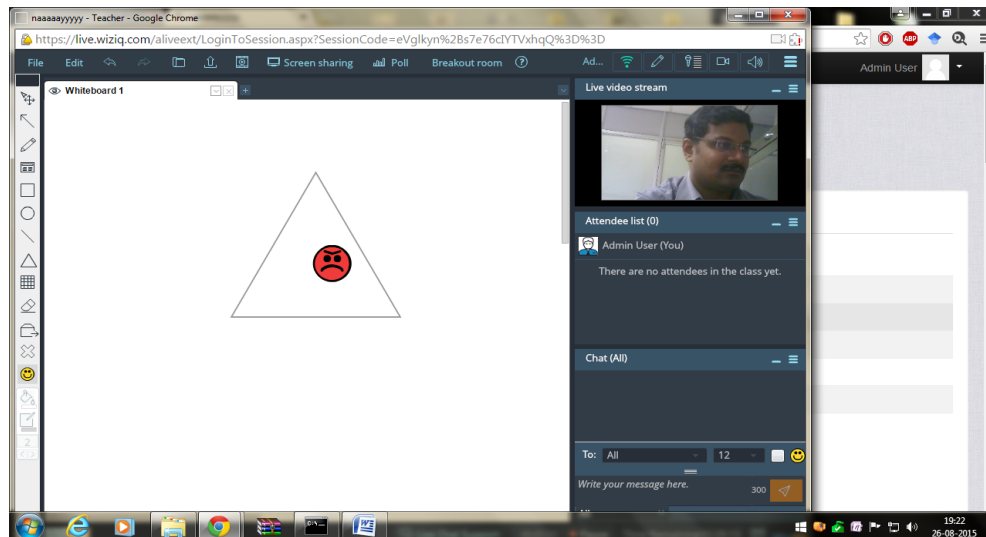 naaaaayyyyy - Teacher - Google Chrome
https://live.wiziq.com/aliveext/LoginToSession.aspx?SessionCode=eVglkyn%2Bs7e76cIYTVxhqQ%3D%3D
ABP
File Edit Screen sharing Poll Breakout room ? Ad...
Admin User
Whiteboard 1
Live video stream
Attendee list (0)
Admin User (You)
There are no attendees in the class yet.
Chat (All)
2
To: All 12
Write your message here. 300
19:22
26-08-2015